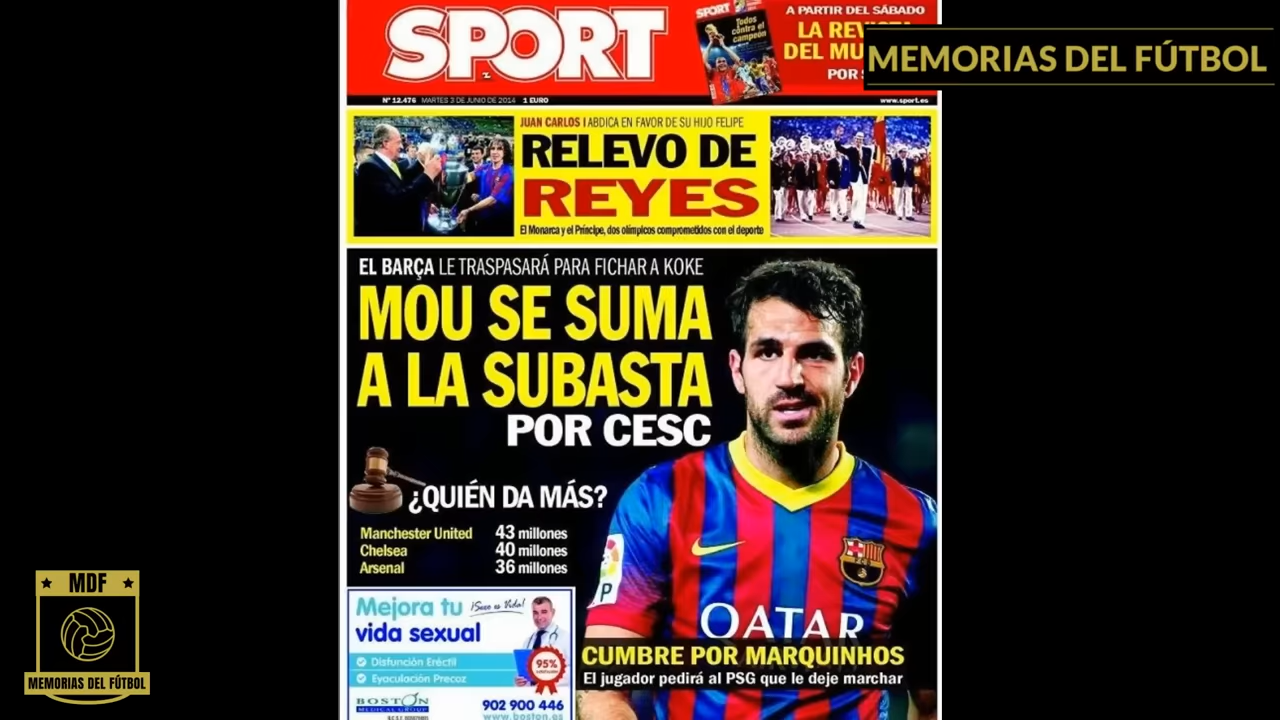 SPORT
SPORT
Todos
contra el
campeón
A PARTIR DEL SÁBADO
LA
DEL
POR
MEMORIAS DEL FÚTBOL
Nº 12.476 MARTES 3 DE JUNIO DE 2014 1 EURO
www.sport.es
JUAN CARLOS I ABDICA EN FAVOR DE SU HIJO FELIPE
RELEVO DE
REYES
El Monarca y el Príncipe, dos olímpicos comprometidos con el deporte
EL BARÇA LE TRASPASARÁ PARA FICHAR A KOKE
MOU SE SUMA
A LA SUBASTA
POR CESC
¿QUIÉN DA MÁS?
Manchester United 43 millones
Chelsea 40 millones
Arsenal 36 millones
FCB
P
QATAR
CUMBRE POR MARQUINHOS
El jugador pedirá al PSG que le deje marchar
Mejora tu ¡Sexo es Vida!
vida sexual
Disfunción Eréctil
Eyaculación Precoz
95%
BOSTON
MEDICAL GROUP
902 900 446
www.boston.es
MDF
MEMORIAS DEL FÚTBOL